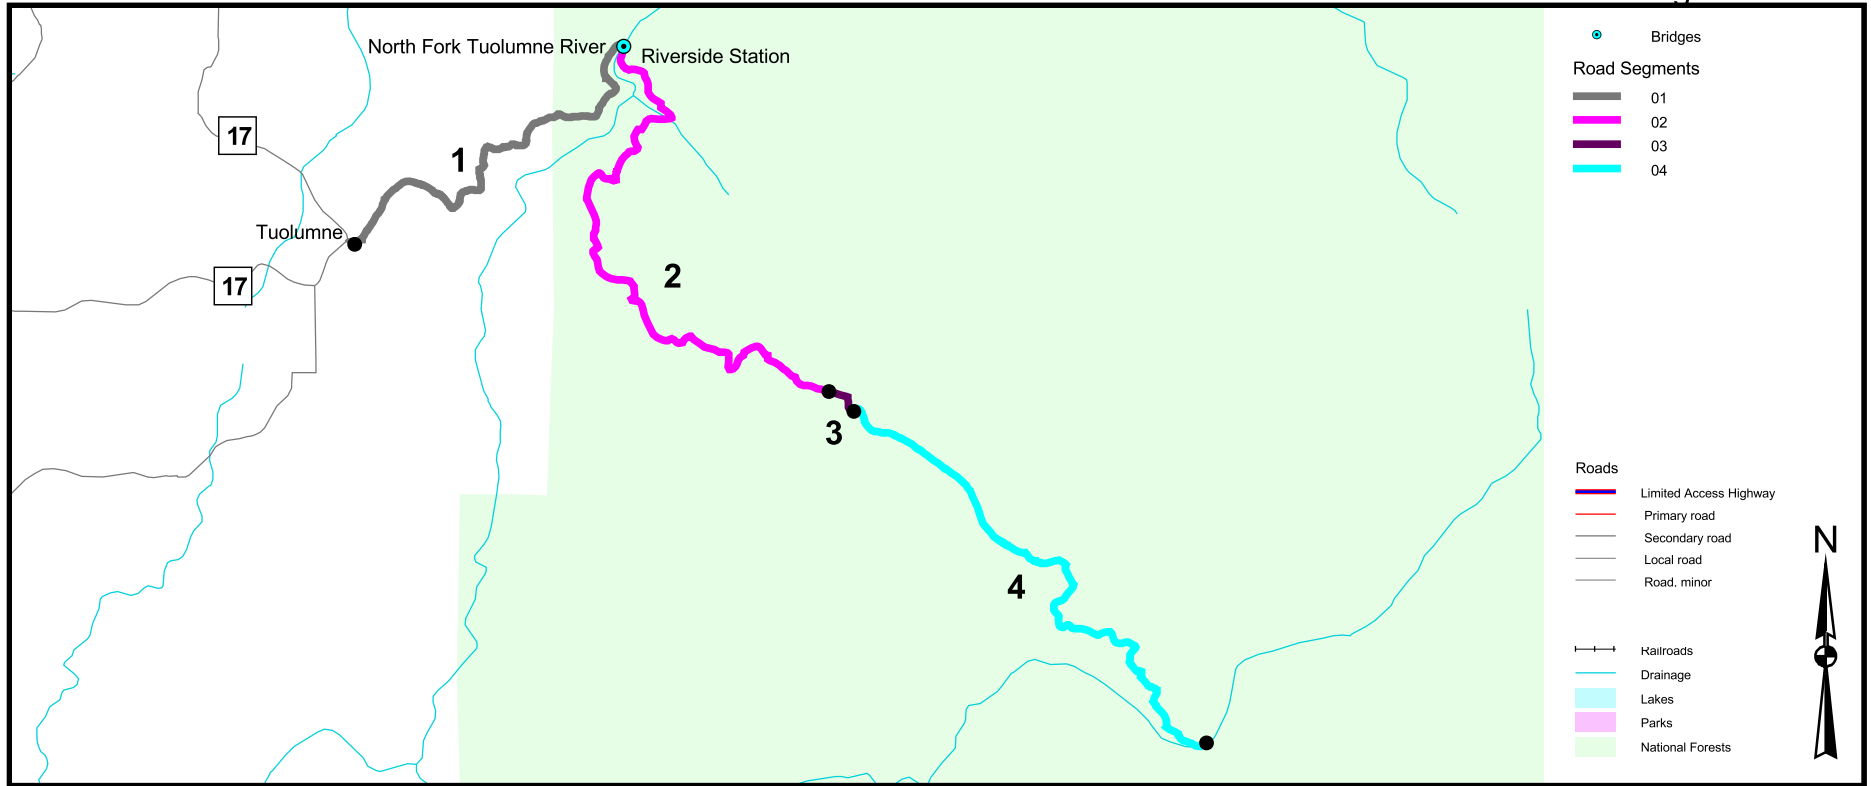 North Fork Tuolumne River
Riverside Station
17
1
Tuolumne
17
2
3
4
Bridges
Road Segments
01
02
03
04
Roads
Limited Access Highway
Primary road
Secondary road
Local road
Road, minor
Railroads
Drainage
Lakes
Parks
National Forests
N